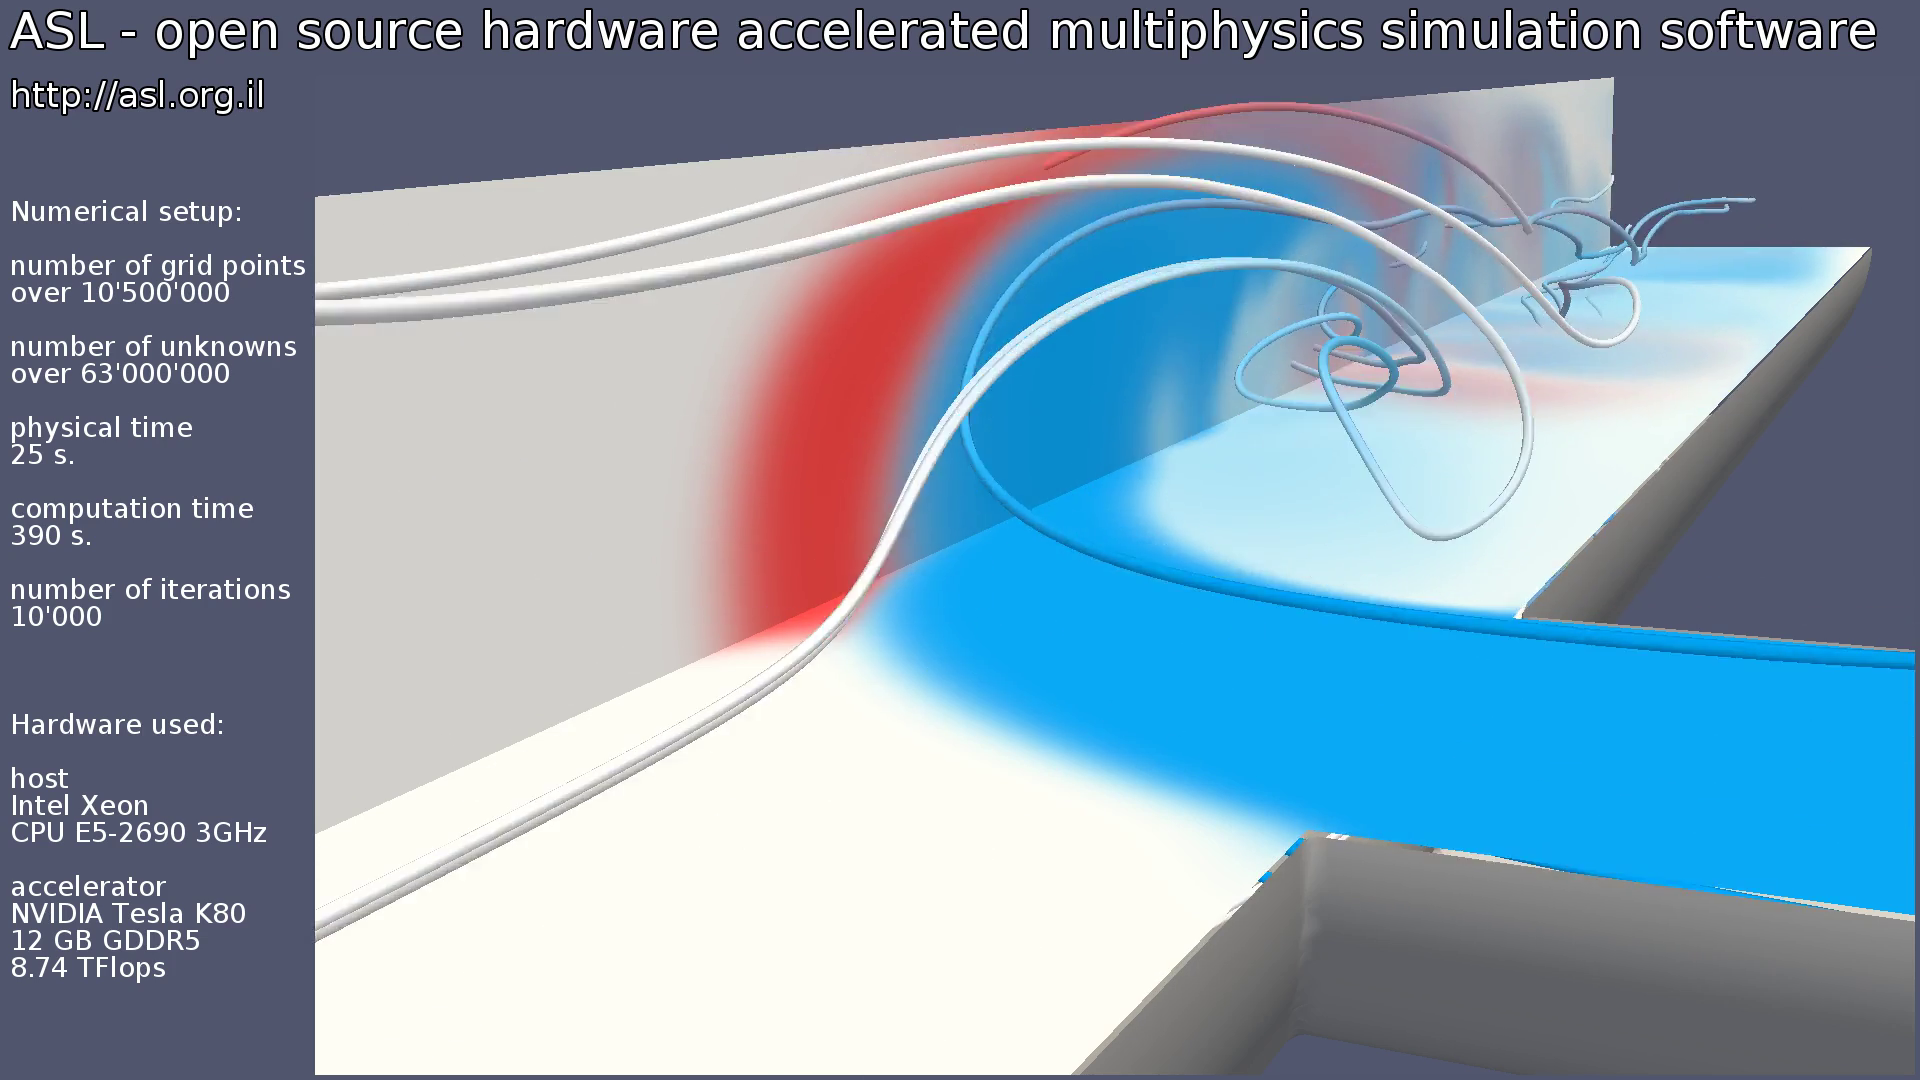 ASL - open source hardware accelerated multiphysics simulation software
http://asl.org.il
Numerical setup:
number of grid points
over 10'500'000
number of unknowns
over 63'000'000
physical time
25 s.
computation time
390 s.
number of iterations
10'000
Hardware used:
host
Intel Xeon
CPU E5-2690 3GHz
accelerator
NVIDIA Tesla K80
12 GB GDDR5
8.74 TFlops